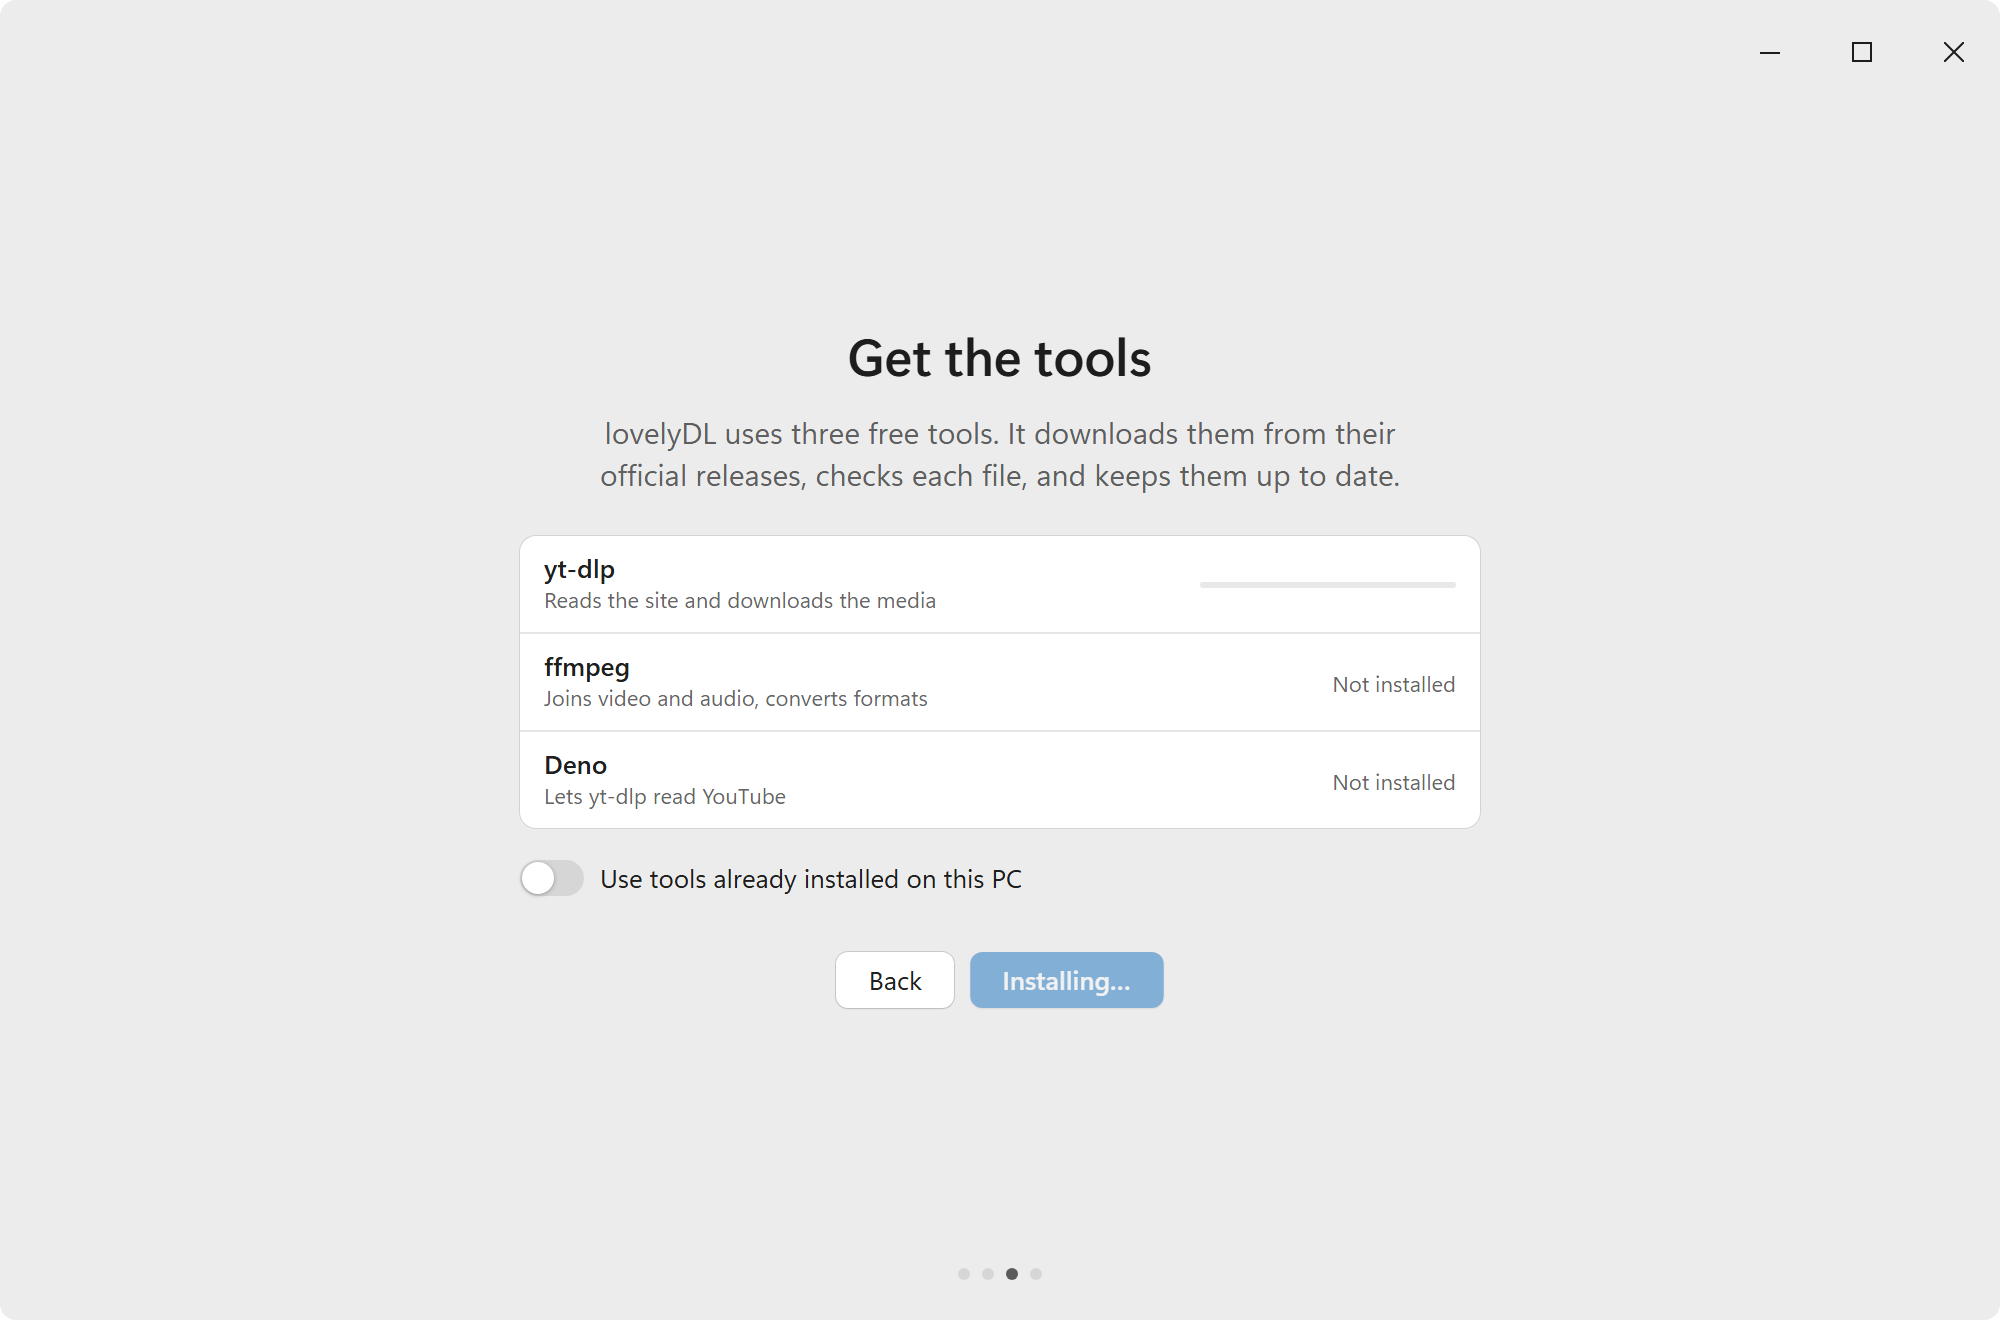 Get the tools
lovelyDL uses three free tools. It downloads them from their
official releases, checks each file, and keeps them up to date.
yt-dlp
Reads the site and downloads the media
ffmpeg
Joins video and audio, converts formats
Not installed
Deno
Lets yt-dlp read YouTube
Not installed
Use tools already installed on this PC
Back
Installing...